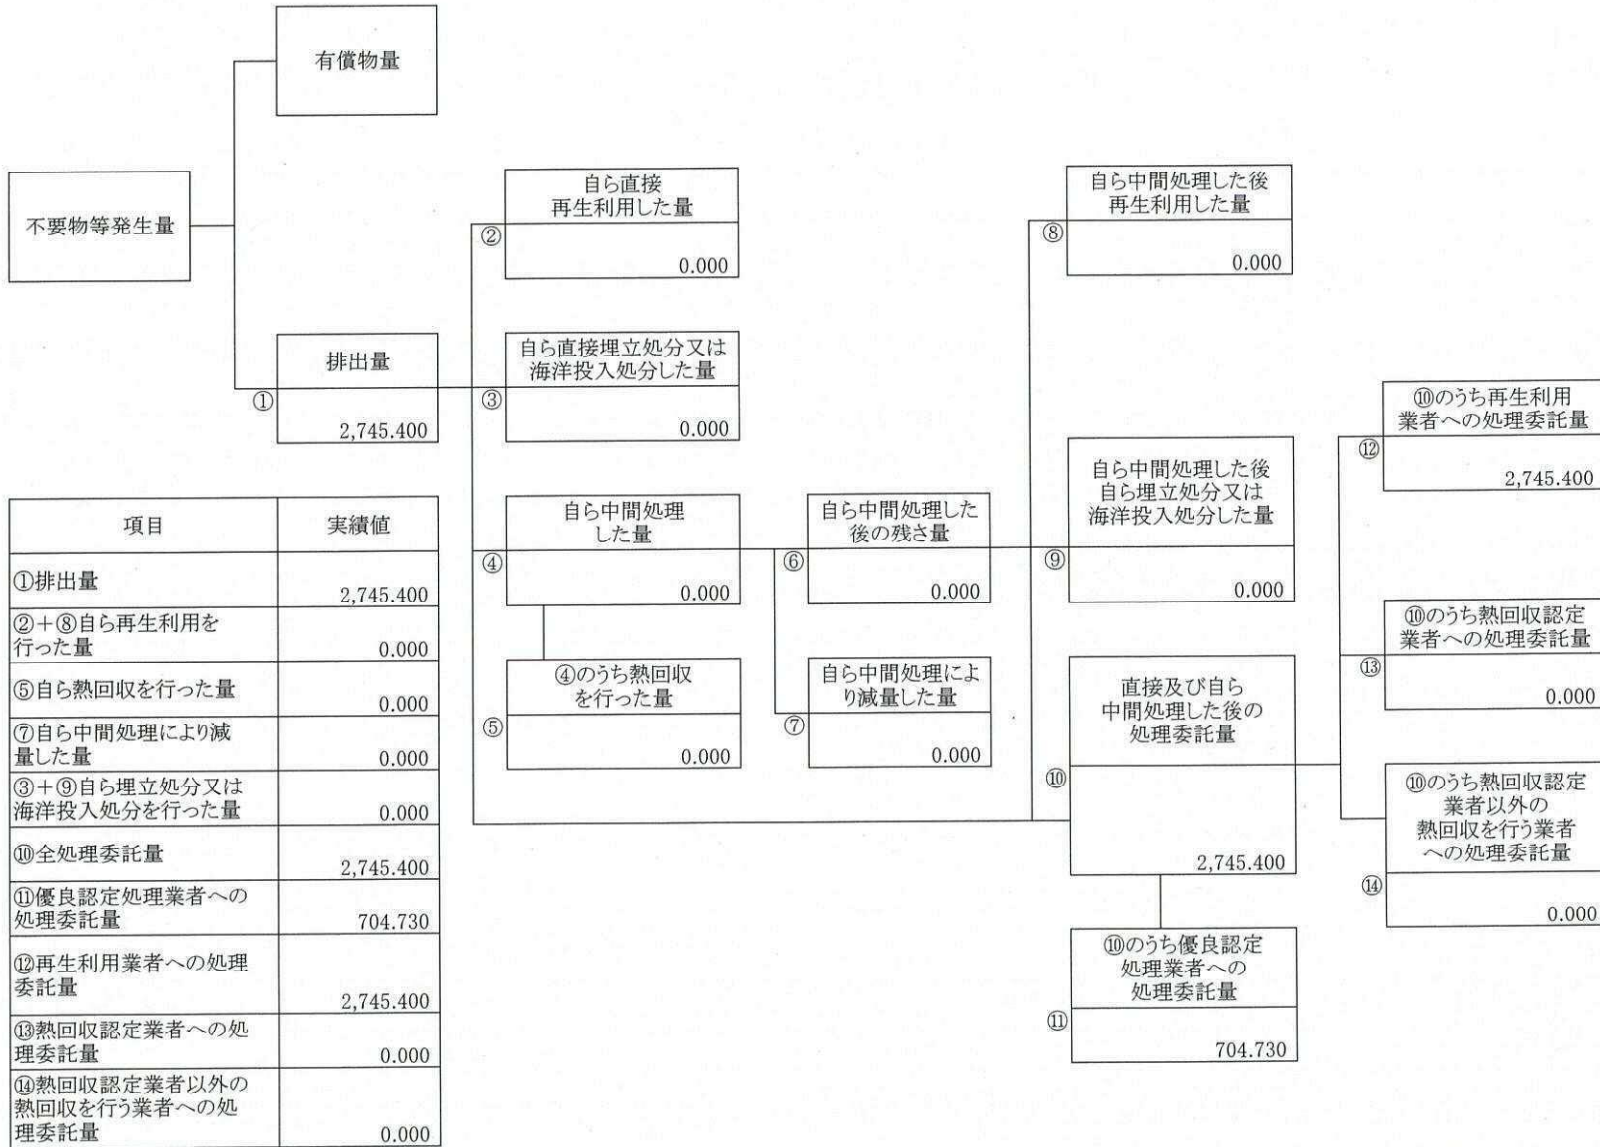 有償物量
不要物等発生量
排出量
①
2,745.400
自ら直接
再生利用した量
②
0.000
自ら直接埋立処分又は
海洋投入処分した量
③
0.000
自ら中間処理
した量
④
0.000
④のうち熱回収
を行った量
⑤
0.000
自ら中間処理した
後の残さ量
⑥
0.000
自ら中間処理によ
り減量した量
⑦
0.000
自ら中間処理した後
再生利用した量
⑧
0.000
自ら中間処理した後
自ら埋立処分又は
海洋投入処分した量
⑨
0.000
直接及び自ら
中間処理した後の
処理委託量
⑩
2,745.400
⑩のうち優良認定
処理業者への
処理委託量
⑪
704.730
⑩のうち再生利用
業者への処理委託量
⑫
2,745.400
⑩のうち熱回収認定
業者への処理委託量
⑬
0.000
⑩のうち熱回収認定
業者以外の
熱回収を行う業者
への処理委託量
⑭
0.000
項目 実績値
①排出量 2,745.400
②+⑧自ら再生利用を
行った量 0.000
⑤自ら熱回収を行った量 0.000
⑦自ら中間処理により減
量した量 0.000
③+⑨自ら埋立処分又は
海洋投入処分を行った量 0.000
⑩全処理委託量 2,745.400
⑪優良認定処理業者への
処理委託量 704.730
⑫再生利用業者への処理
委託量 2,745.400
⑬熱回収認定業者への処
理委託量 0.000
⑭熱回収認定業者以外の
熱回収を行う業者への処
理委託量 0.000